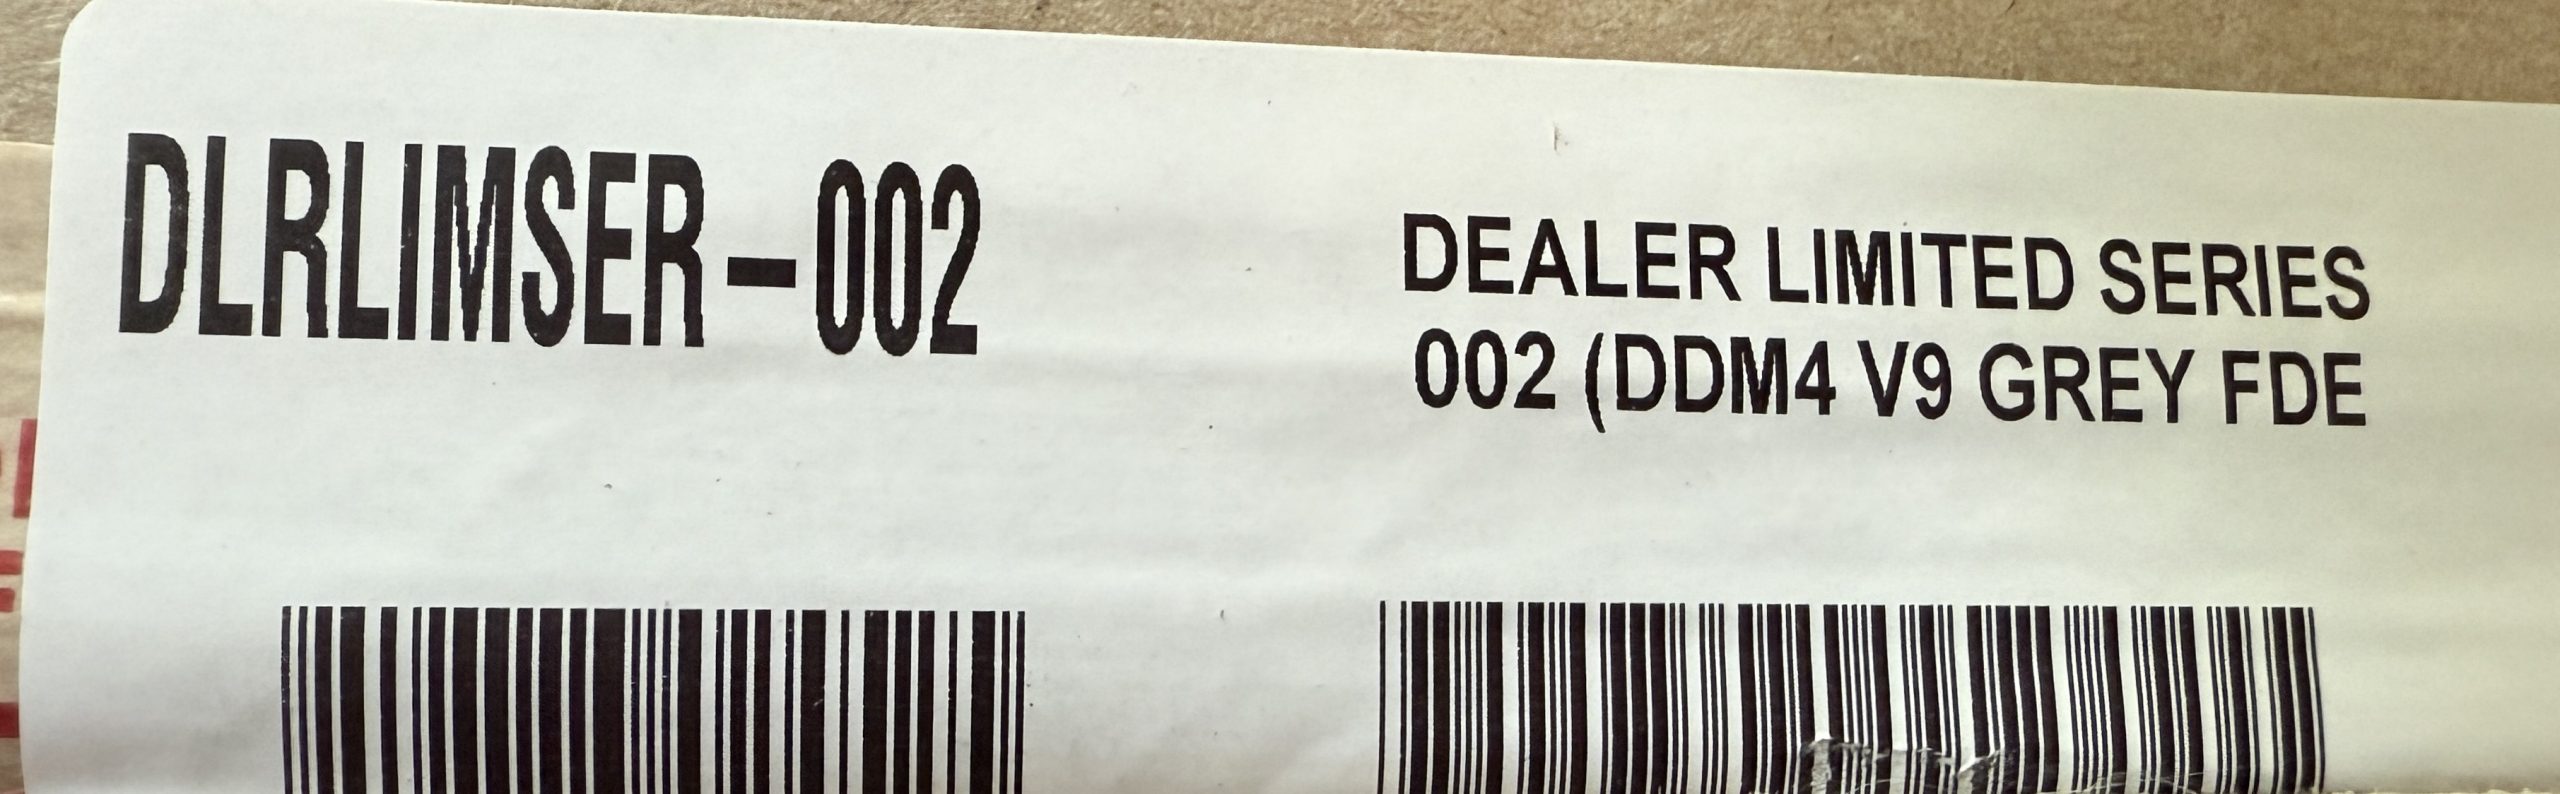 DLRLIMSER-002
DEALER LIMITED SERIES
002 (DDM4 V9 GREY FDE